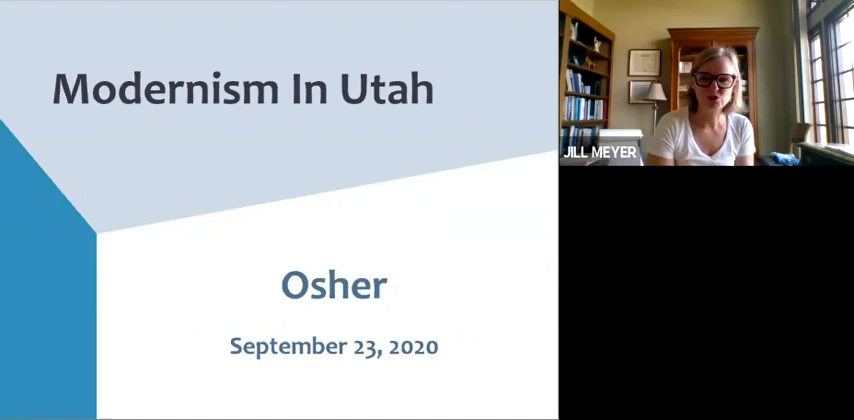 Modernism In Utah
Osher
September 23, 2020
JILL MEYER